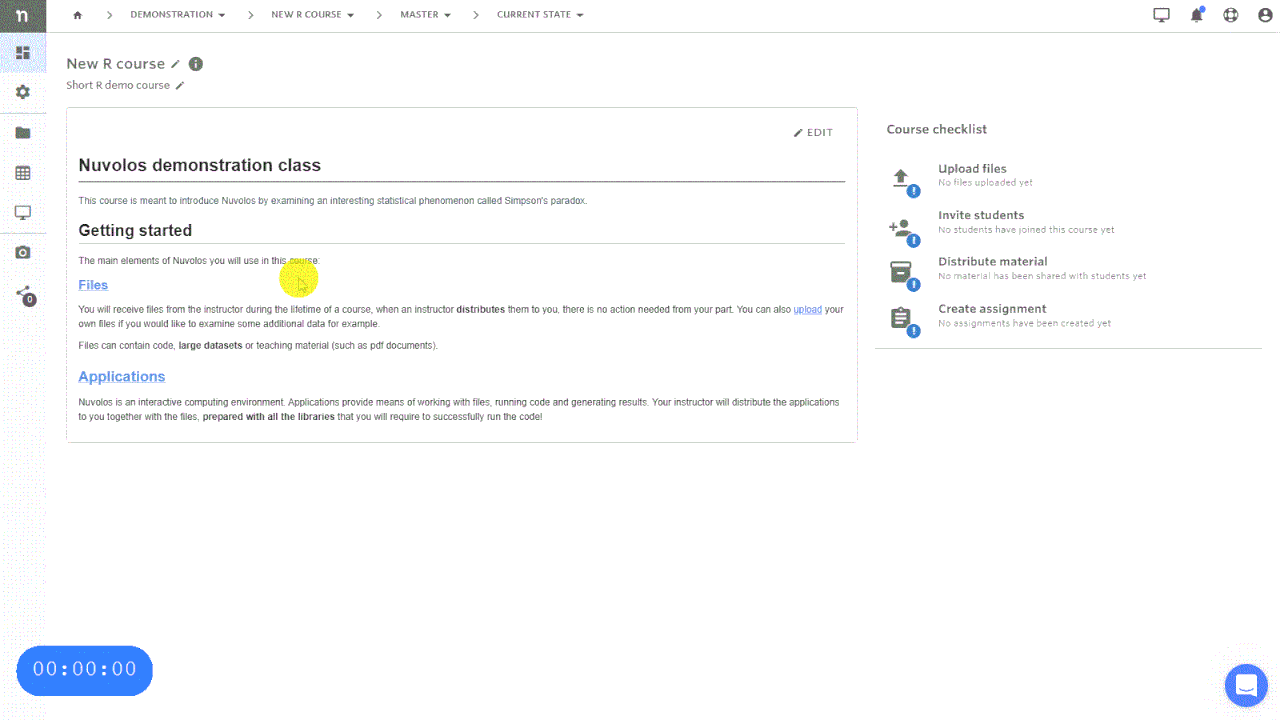 n DEMONSTRATION NEW R COURSE MASTER CURRENT STATE
New R course
Short R demo course
EDIT
Nuvolos demonstration class
This course is meant to introduce Nuvolos by examining an interesting statistical phenomenon called Simpson's paradox.
Getting started
The main elements of Nuvolos you will use in this course:
Files
You will receive files from the instructor during the lifetime of a course, when an instructor distributes them to you, there is no action needed from your part. You can also upload your
own files if you would like to examine some additional data for example.
Files can contain code, large datasets or teaching material (such as pdf documents).
Applications
Nuvolos is an interactive computing environment. Applications provide means of working with files, running code and generating results. Your instructor will distribute the applications
to you together with the files, prepared with all the libraries that you will require to successfully run the code!
Course checklist
Upload files
No files uploaded yet
Invite students
No students have joined this course yet
Distribute material
No material has been shared with students yet
Create assignment
No assignments have been created yet
0
00:00:00